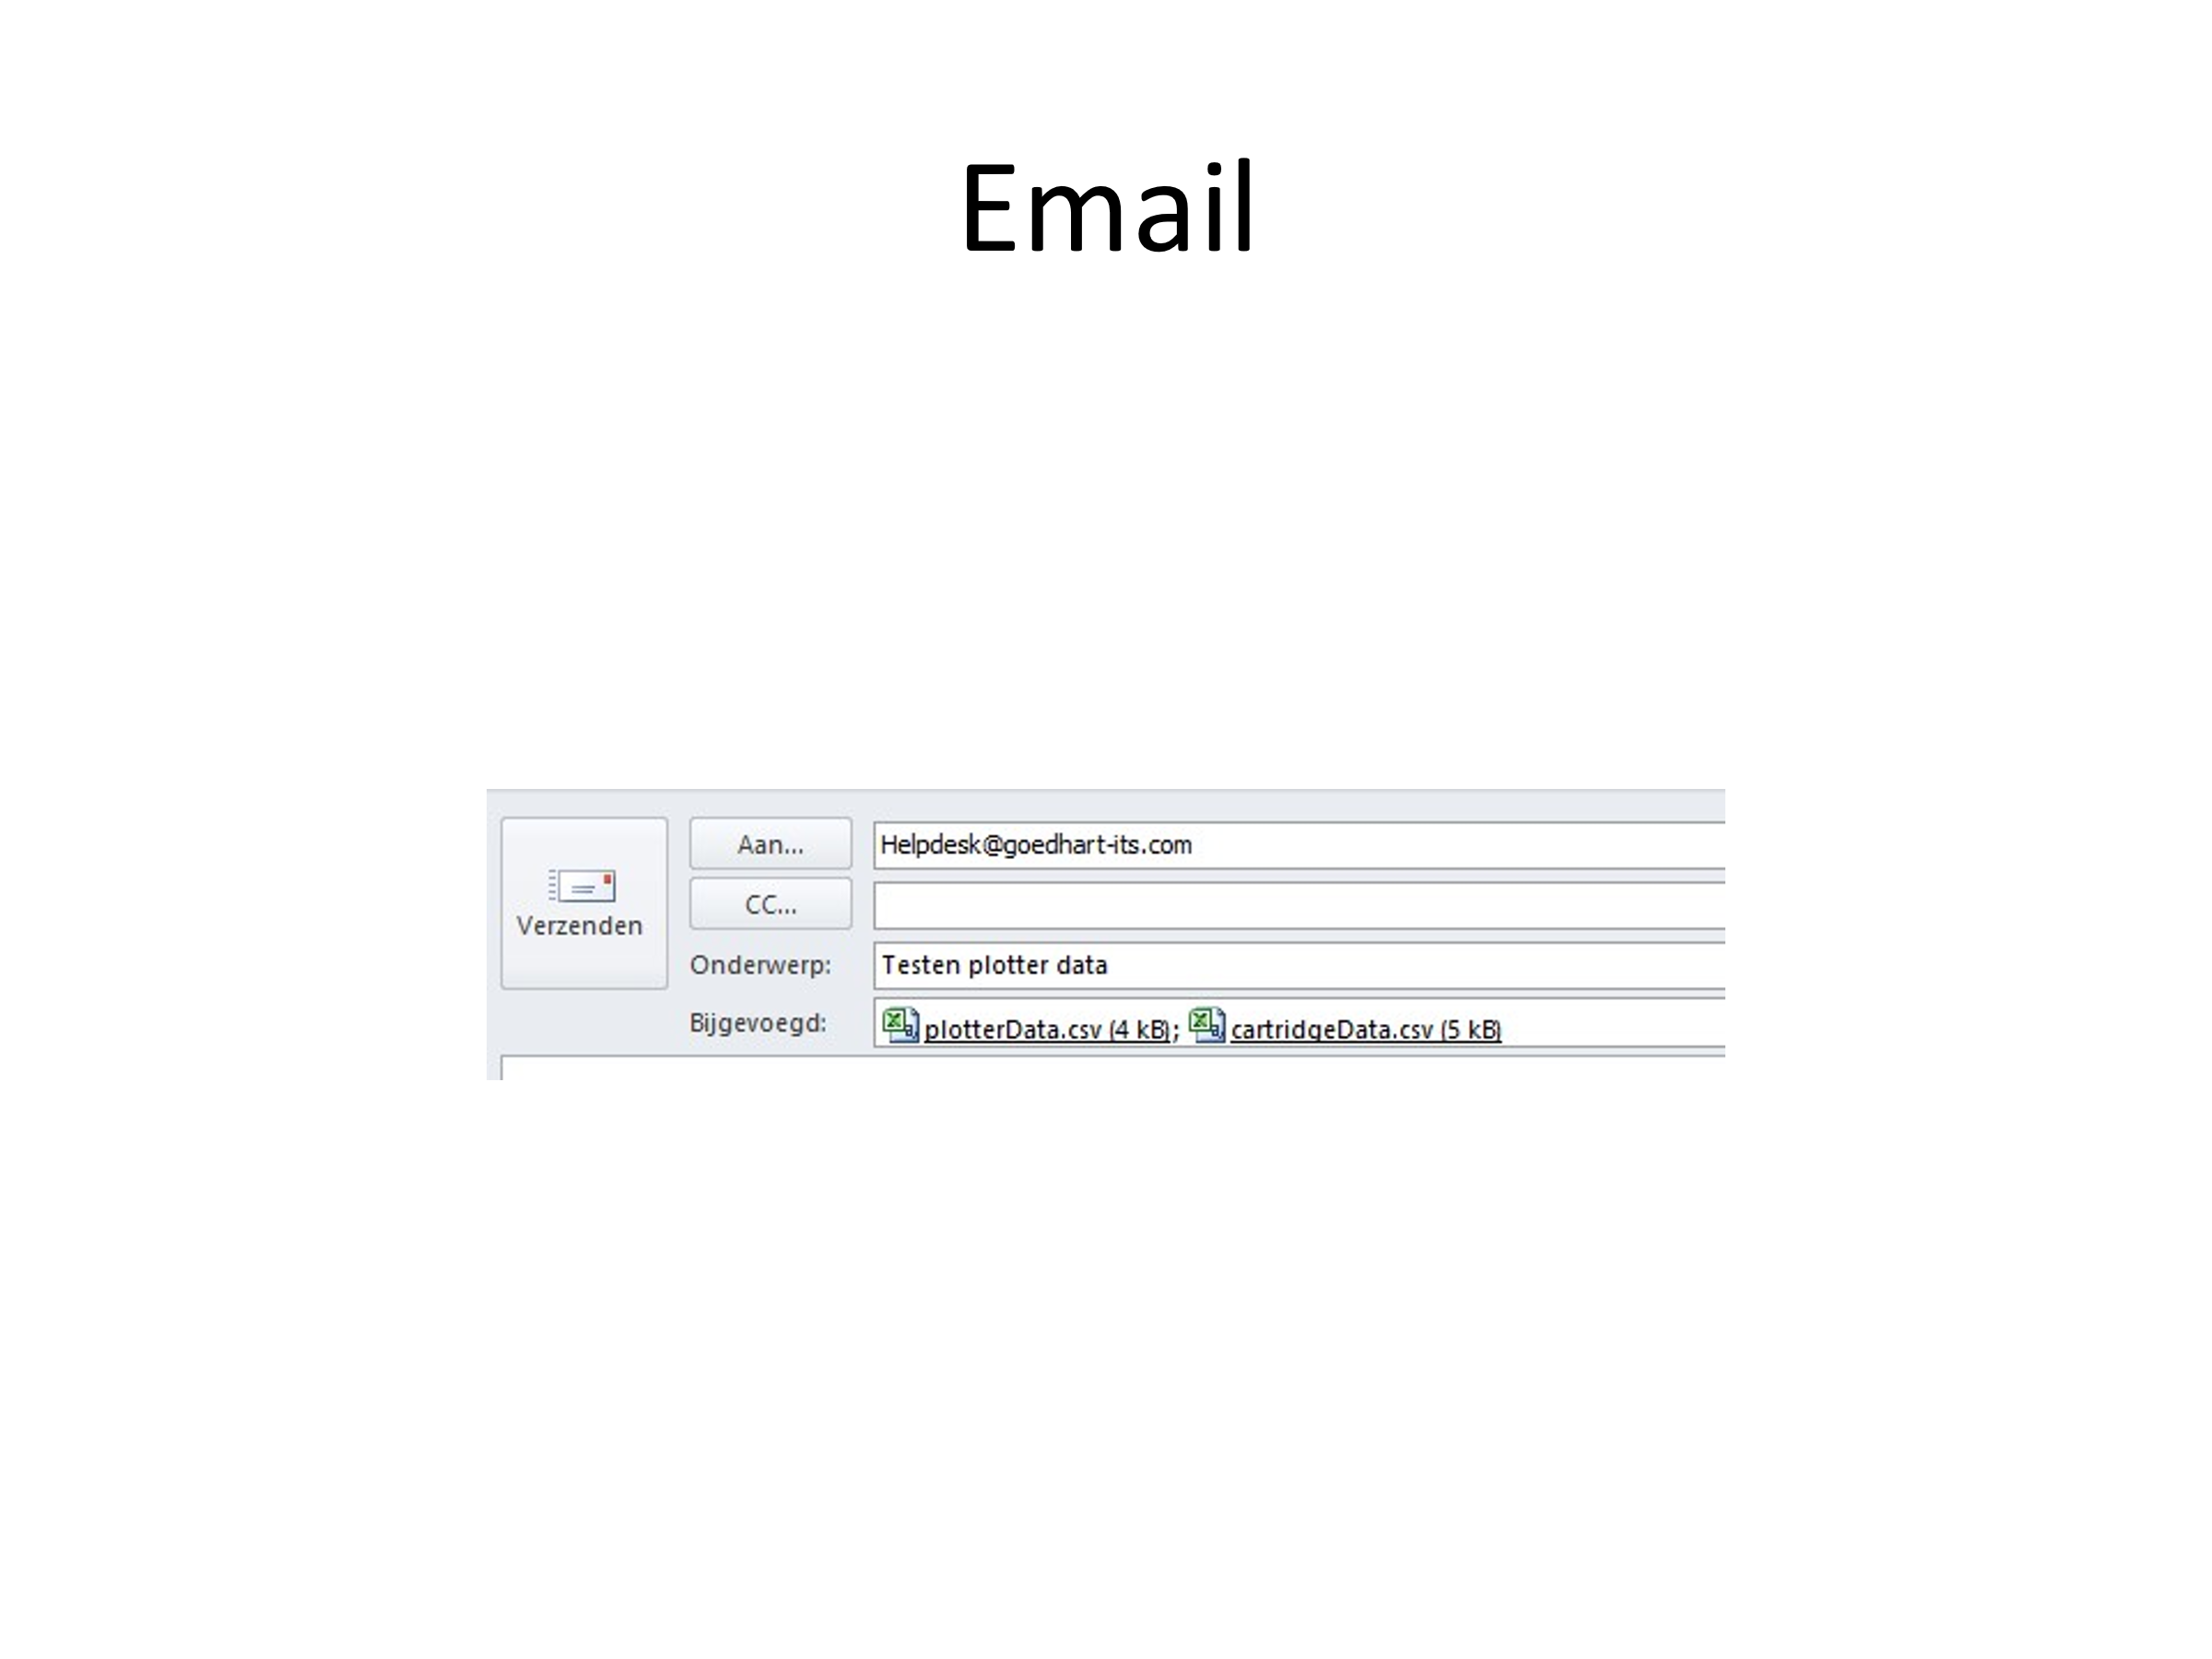 Email
Aan...
Helpdesk@goedhart-its.com
CC...
Verzenden
Onderwerp:
Testen plotter data
Bijgevoegd:
plotterData.csv (4 kB); cartridgeData.csv (5 kB)